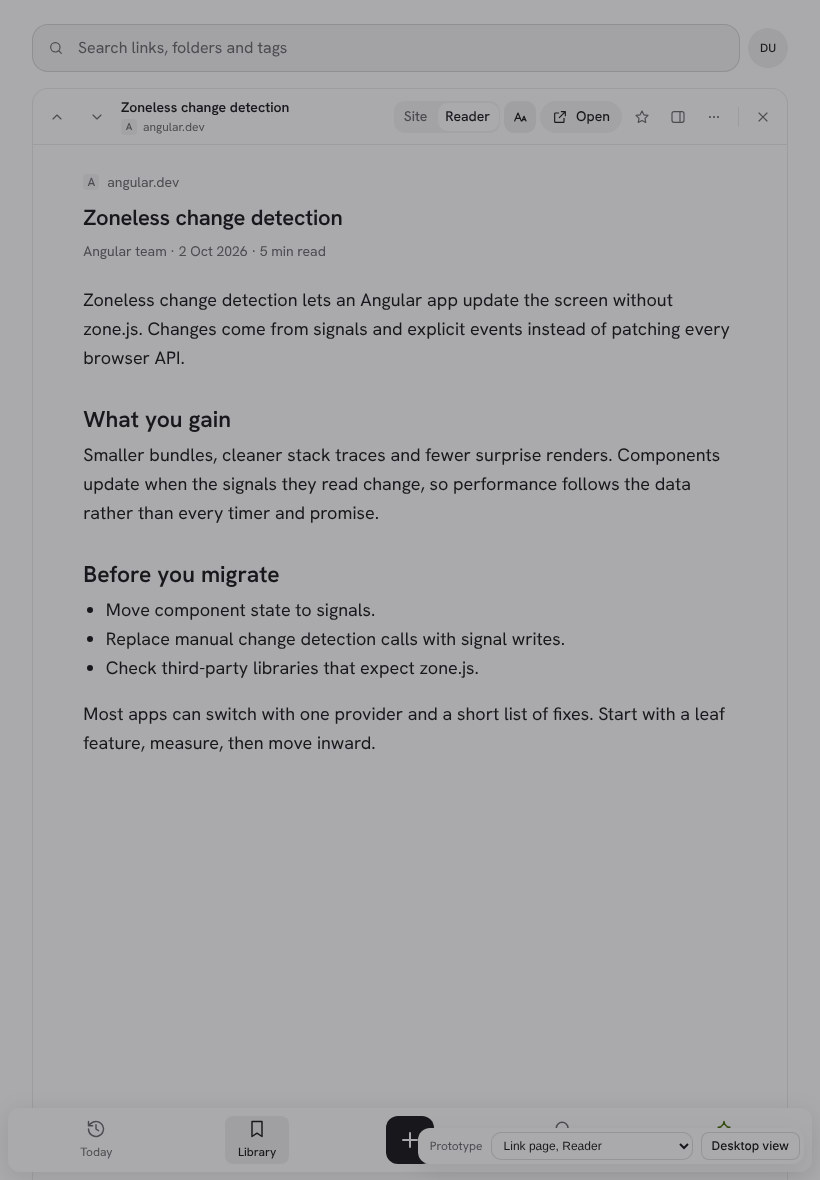 Search links, folders and tags
DU
Zoneless change detection
A angular.dev
Site Reader AA Open
A angular.dev
Zoneless change detection
Angular team · 2 Oct 2026 · 5 min read
Zoneless change detection lets an Angular app update the screen without
zone.js. Changes come from signals and explicit events instead of patching every
browser API.
What you gain
Smaller bundles, cleaner stack traces and fewer surprise renders. Components
update when the signals they read change, so performance follows the data
rather than every timer and promise.
Before you migrate
• Move component state to signals.
• Replace manual change detection calls with signal writes.
• Check third-party libraries that expect zone.js.
Most apps can switch with one provider and a short list of fixes. Start with a leaf
feature, measure, then move inward.
Today
Library
Prototype Link page, Reader Desktop view